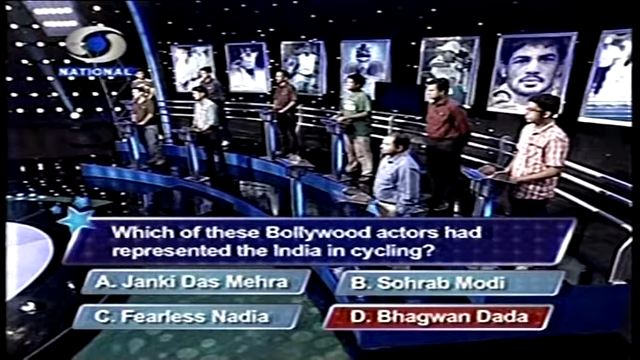 NATIONAL
Which of these Bollywood actors had
represented the India in cycling?
A. Janki Das Mehra
B. Sohrab Modi
C. Fearless Nadia
D. Bhagwan Dada